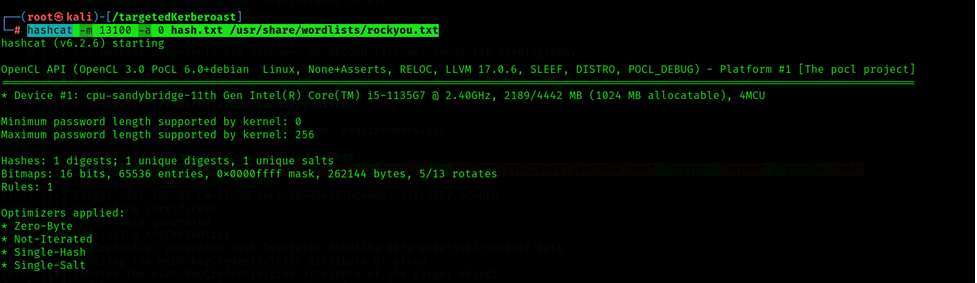 ┌──(root㉿kali)-[/targetedKerberoast]
└─# hashcat -m 13100 -a 0 hash.txt /usr/share/wordlists/rockyou.txt
hashcat (v6.2.6) starting
OpenCL API (OpenCL 3.0 PoCL 6.0+debian  Linux, None+Asserts, RELOC, LLVM 17.0.6, SLEEF, DISTRO, POCL_DEBUG) - Platform #1 [The pocl project]
* Device #1: cpu-sandybridge-11th Gen Intel(R) Core(TM) i5-1135G7 @ 2.40GHz, 2189/4442 MB (1024 MB allocatable), 4MCU
Minimum password length supported by kernel: 0
Maximum password length supported by kernel: 256
Hashes: 1 digests; 1 unique digests, 1 unique salts
Bitmaps: 16 bits, 65536 entries, 0x0000ffff mask, 262144 bytes, 5/13 rotates
Rules: 1
Optimizers applied:
* Zero-Byte
* Not-Iterated
* Single-Hash
* Single-Salt